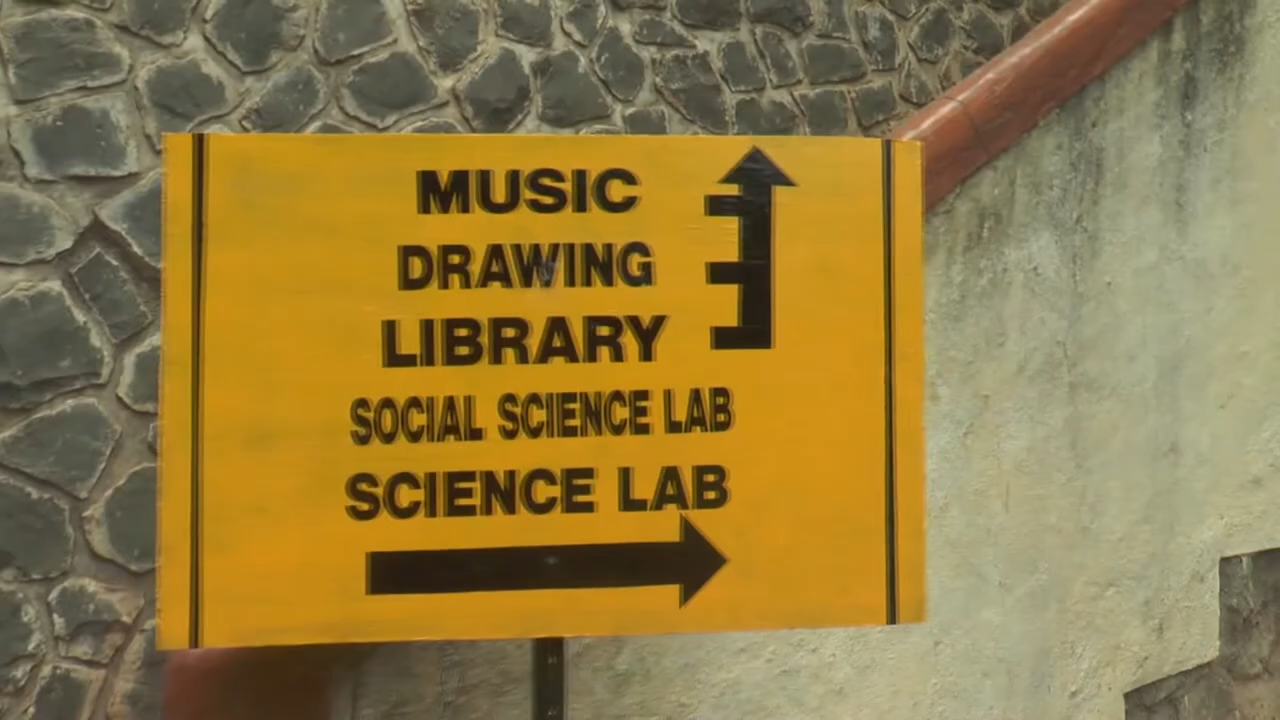 MUSIC
DRAWING
LIBRARY
SOCIAL SCIENCE LAB
SCIENCE LAB